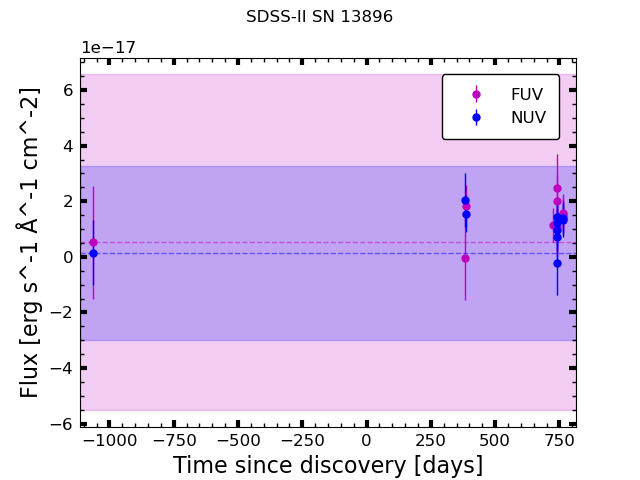 SDSS-II SN 13896
1e−17
FUV
NUV
6
4
2
0
−2
−4
−6
Flux [erg s^-1 Å^-1 cm^-2]
−1000 −750 −500 −250 0 250 500 750
Time since discovery [days]